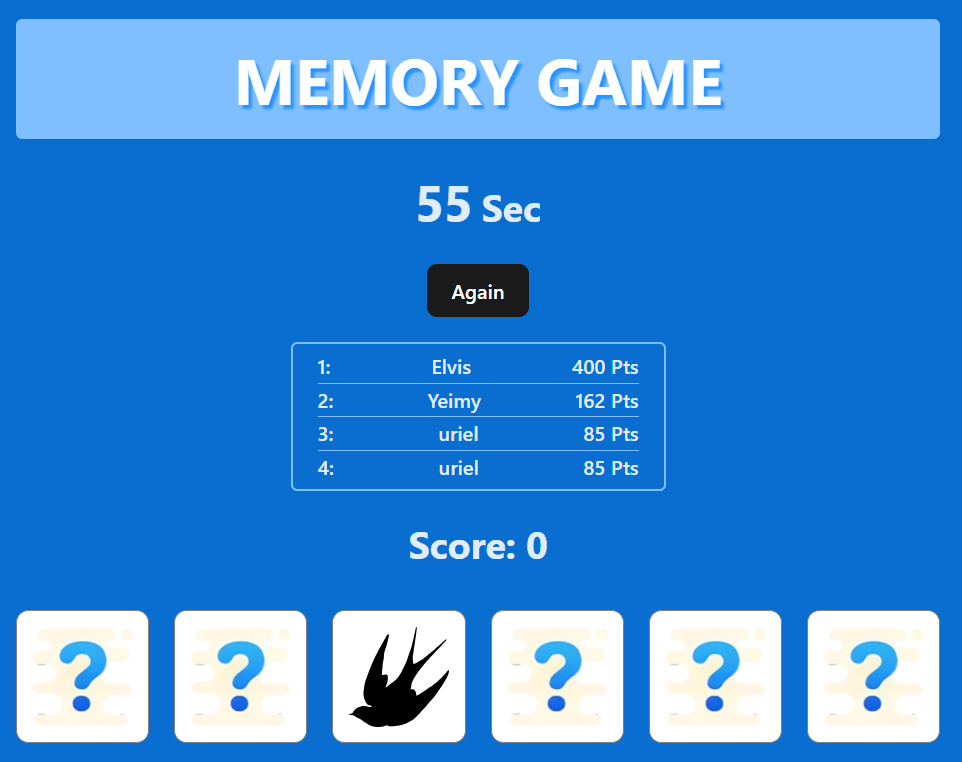 MEMORY GAME
55 Sec
Again
1: Elvis 400 Pts
2: Yeimy 162 Pts
3: uriel 85 Pts
4: uriel 85 Pts
Score: 0
? ? ? ? ?